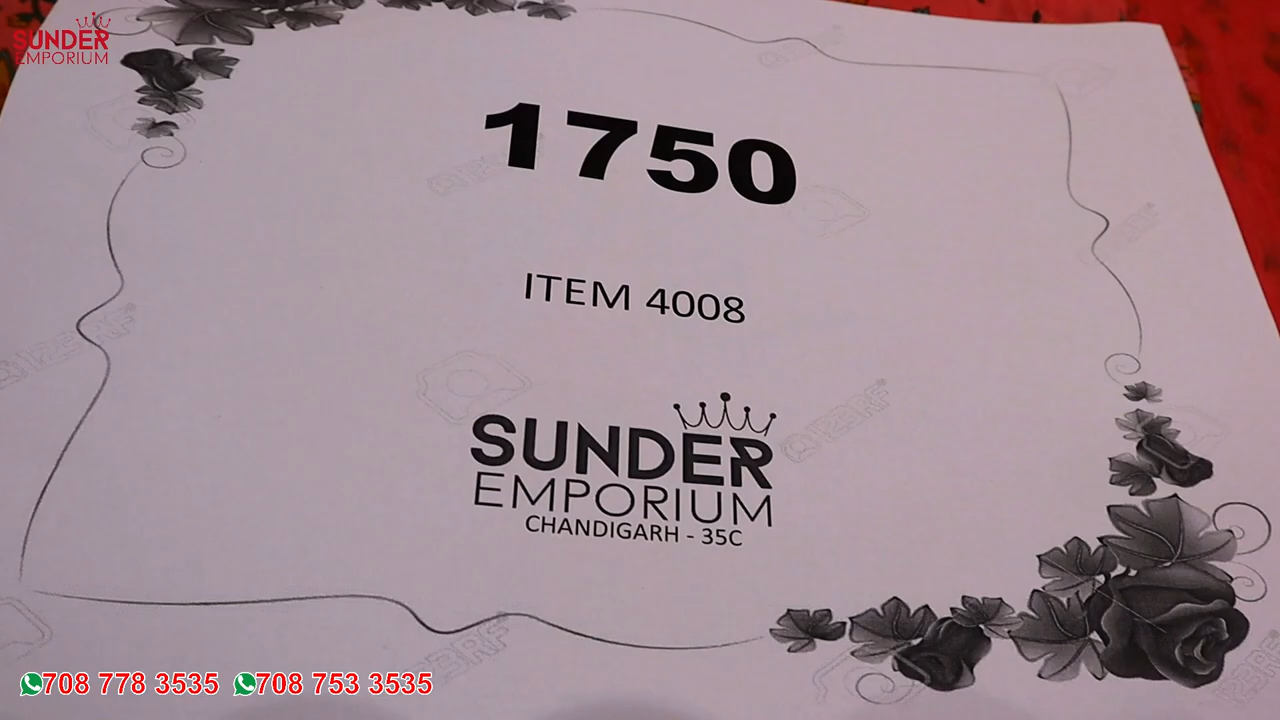 SUNDER
EMPORIUM
1750
ITEM 4008
SUNDER
EMPORIUM
CHANDIGARH - 35C
708 778 3535 708 753 3535